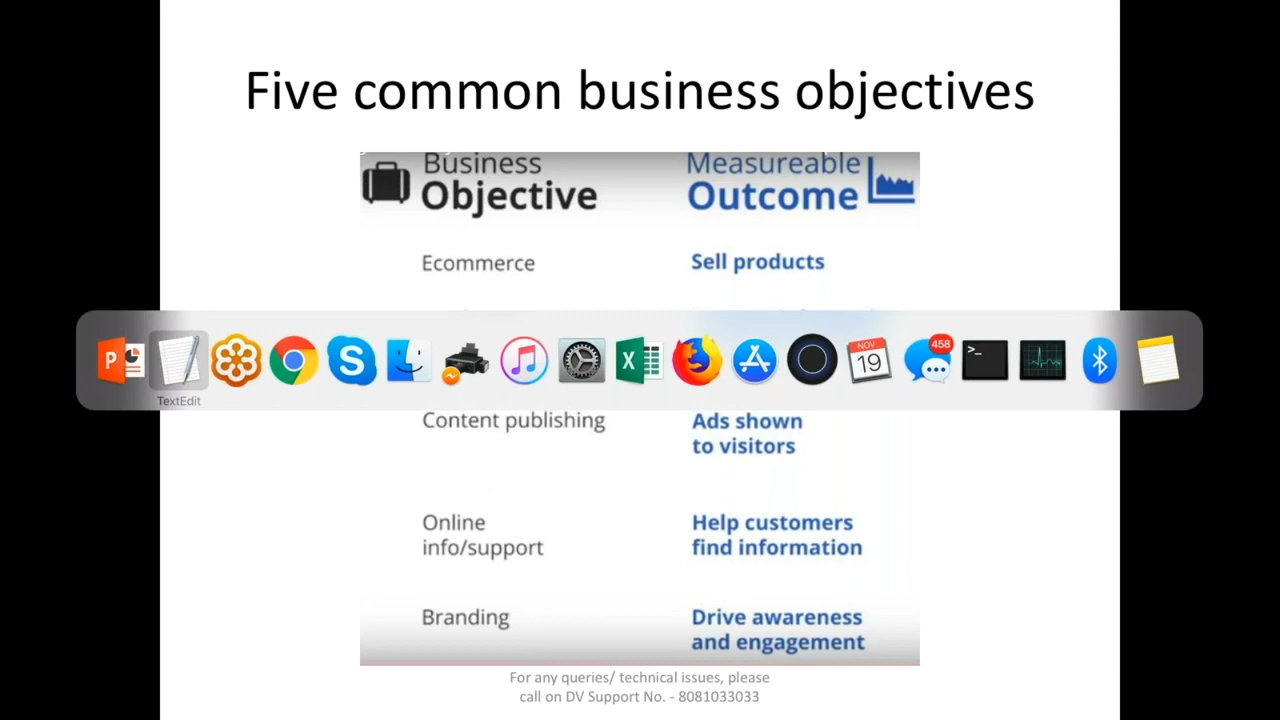 Five common business objectives
Business
Objective
Measureable
Outcome
Ecommerce
Sell products
P
S
X
NOV
19
458
>_
TextEdit
Content publishing
Ads shown
to visitors
Online
info/support
Help customers
find information
Branding
Drive awareness
and engagement
For any queries/ technical issues, please
call on DV Support No. - 8081033033